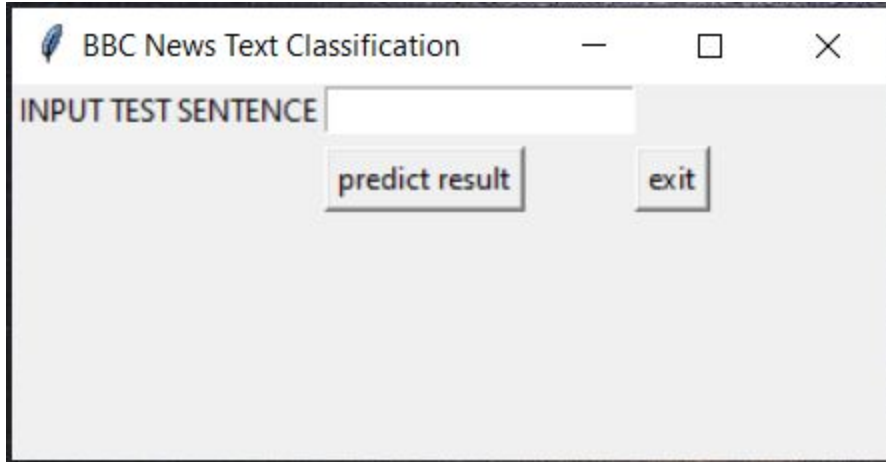 BBC News Text Classification
INPUT TEST SENTENCE
predict result exit